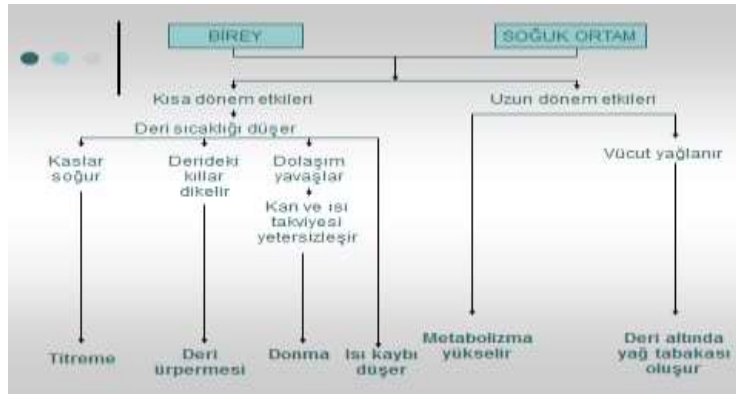 BİREY
SOĞUK ORTAM
Kısa dönem etkileri
Uzun dönem etkileri
Deri sıcaklığı düşer
Kaslar
soğur
Derideki
kıllar
dikelir
Dolaşım
yavaşlar
Kan ve ısı
takviyesi
yetersizleşir
Vücut yağlanır
Titreme
Deri
ürpermesi
Donma
Isı kaybı
düşer
Metabolizma
yükselir
Deri altında
yağ tabakası
oluşur